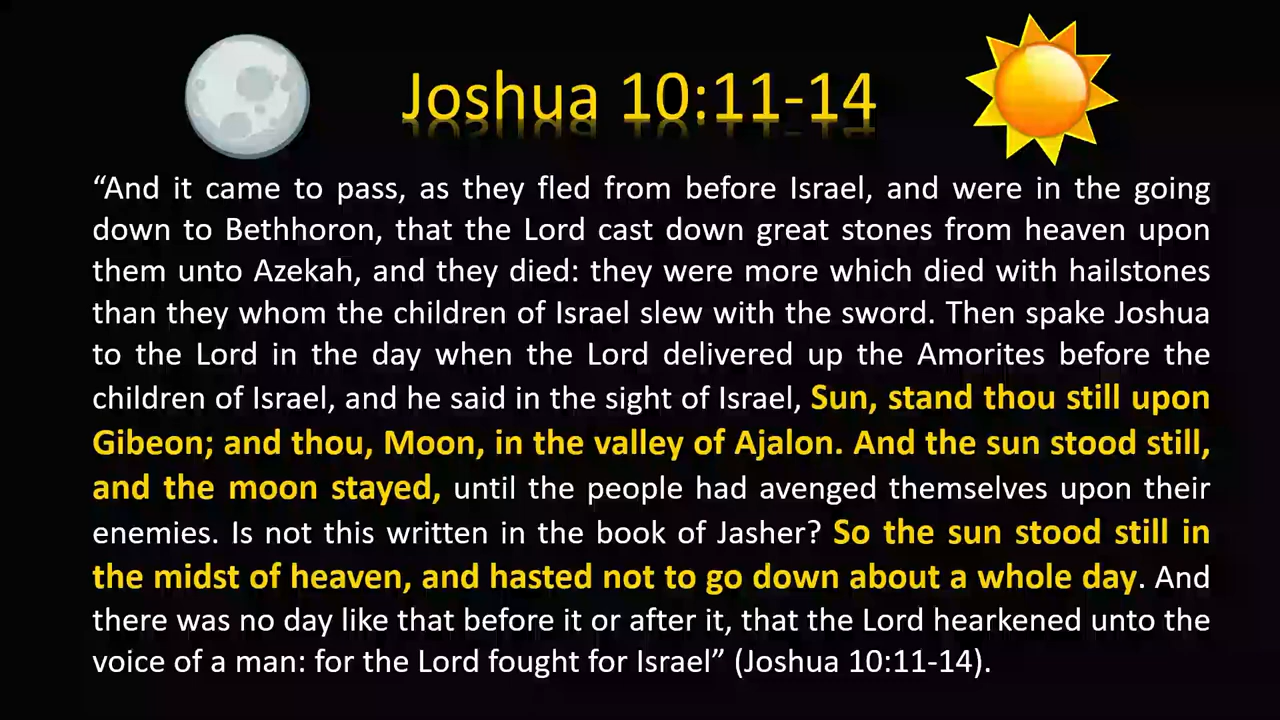 Joshua 10:11-14
“And it came to pass, as they fled from before Israel, and were in the going
down to Bethhoron, that the Lord cast down great stones from heaven upon
them unto Azekah, and they died: they were more which died with hailstones
than they whom the children of Israel slew with the sword. Then spake Joshua
to the Lord in the day when the Lord delivered up the Amorites before the
children of Israel, and he said in the sight of Israel, Sun, stand thou still upon
Gibeon; and thou, Moon, in the valley of Ajalon. And the sun stood still,
and the moon stayed, until the people had avenged themselves upon their
enemies. Is not this written in the book of Jasher? So the sun stood still in
the midst of heaven, and hasted not to go down about a whole day. And
there was no day like that before it or after it, that the Lord hearkened unto the
voice of a man: for the Lord fought for Israel” (Joshua 10:11-14).